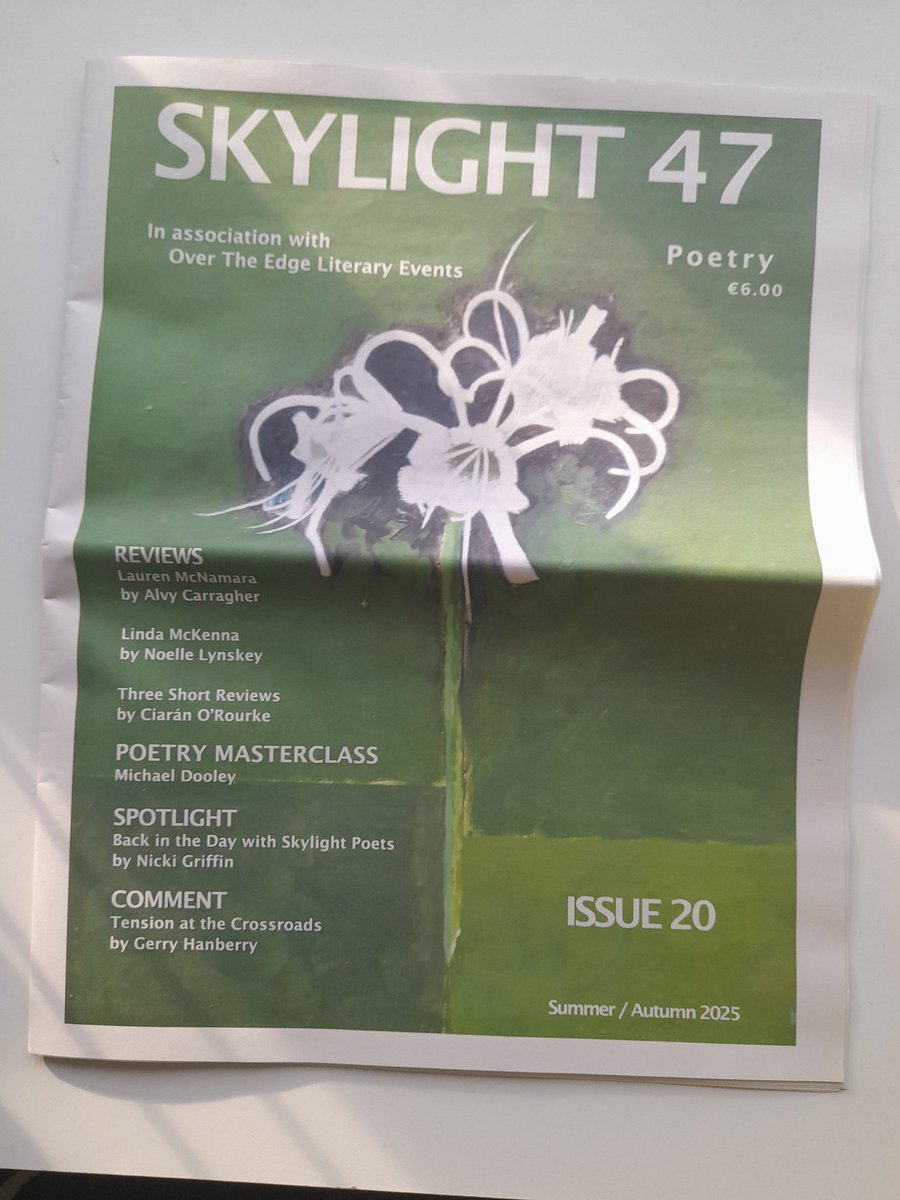 SKYLIGHT 47
In association with
Over The Edge Literary Events
Poetry
€6.00
REVIEWS
Lauren McNamara
by Alvy Carragher
Linda McKenna
by Noelle Lynskey
Three Short Reviews
by Ciarán O'Rourke
POETRY MASTERCLASS
Michael Dooley
SPOTLIGHT
Back in the Day with Skylight Poets
by Nicki Griffin
COMMENT
Tension at the Crossroads
by Gerry Hanberry
ISSUE 20
Summer / Autumn 2025